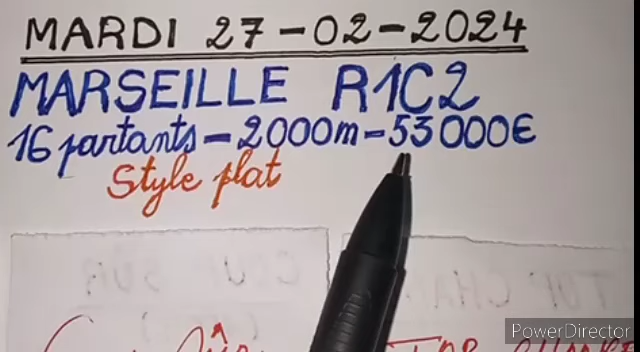 MARDI 27-02-2024
MARSEILLE R1C2
16 partants-2000m-53000€
Style plat
PowerDirector